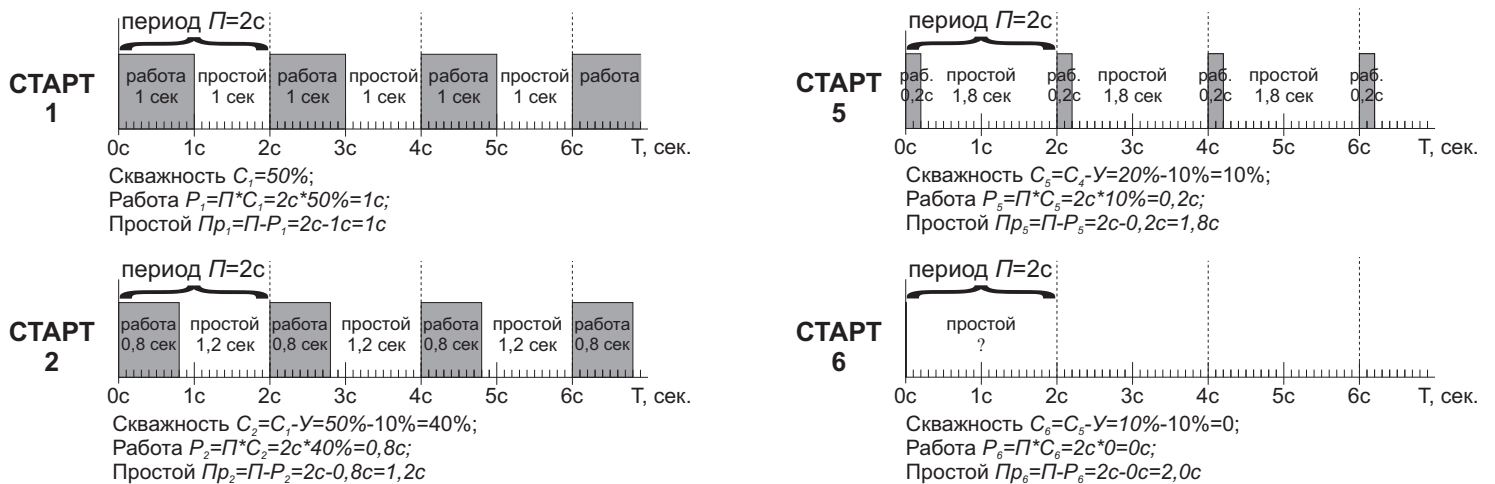 период П=2с
СТАРТ 1
работа 1 сек
простой 1 сек
работа 1 сек
простой 1 сек
работа 1 сек
простой 1 сек
работа
0с 1с 2с 3с 4с 5с 6с Т, сек.
Скважность С₁=50%;
Работа Р₁=П*С₁=2с*50%=1с;
Простой Пр₁=П-Р₁=2с-1с=1с
период П=2с
СТАРТ 2
работа 0,8 сек
простой 1,2 сек
работа 0,8 сек
простой 1,2 сек
работа 0,8 сек
простой 1,2 сек
работа 0,8 сек
0с 1с 2с 3с 4с 5с 6с Т, сек.
Скважность С₂=С₁-У=50%-10%=40%;
Работа Р₂=П*С₂=2с*40%=0,8с;
Простой Пр₂=П-Р₂=2с-0,8с=1,2с
период П=2с
СТАРТ 5
раб. 0,2с
простой 1,8 сек
раб. 0,2с
простой 1,8 сек
раб. 0,2с
простой 1,8 сек
раб. 0,2с
0с 1с 2с 3с 4с 5с 6с Т, сек.
Скважность С₅=С₄-У=20%-10%=10%;
Работа Р₅=П*С₅=2с*10%=0,2с;
Простой Пр₅=П-Р₅=2с-0,2с=1,8с
период П=2с
СТАРТ 6
простой ?
0с 1с 2с 3с 4с 5с 6с Т, сек.
Скважность С₆=С₅-У=10%-10%=0;
Работа Р₆=П*С₆=2с*0=0с;
Простой Пр₆=П-Р₆=2с-0с=2,0с